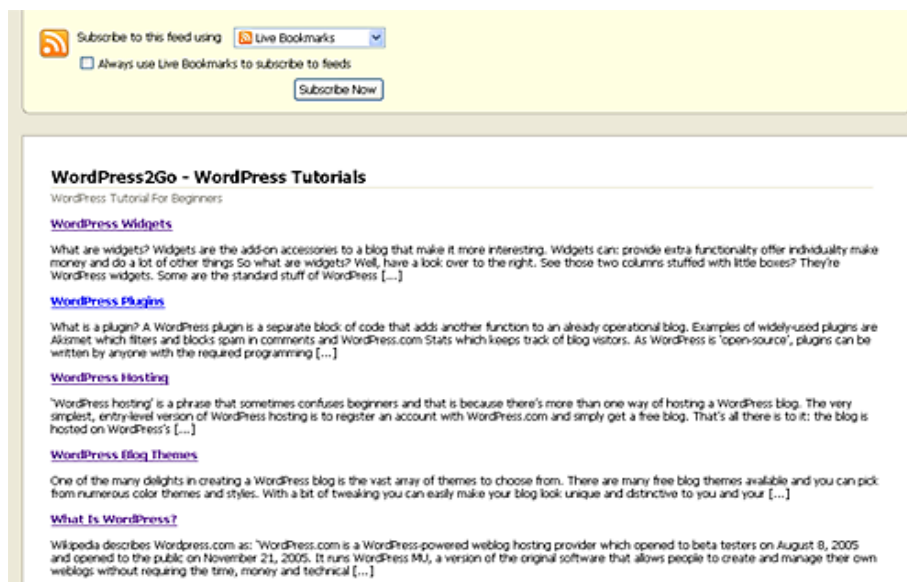 Subscribe to this feed using Live Bookmarks
Always use Live Bookmarks to subscribe to feeds
Subscribe Now
WordPress2Go - WordPress Tutorials
WordPress Tutorial For Beginners
WordPress Widgets
What are widgets? Widgets are the add-on accessories to a blog that make it more interesting. Widgets can: provide extra functionality offer individuality make
money and do a lot of other things So what are widgets? Well, have a look over to the right. See those two columns stuffed with little boxes? They're
WordPress widgets. Some are the standard stuff of WordPress [...]
WordPress Plugins
What is a plugin? A WordPress plugin is a separate block of code that adds another function to an already operational blog. Examples of widely-used plugins are
Akismet which filters and blocks spam in comments and WordPress.com Stats which keeps track of blog visitors. As WordPress is 'open-source', plugins can be
written by anyone with the required programming [...]
WordPress Hosting
'WordPress hosting' is a phrase that sometimes confuses beginners and that is because there's more than one way of hosting a WordPress blog. The very
simplest, entry-level version of WordPress hosting is to register an account with WordPress.com and simply get a free blog. That's all there is to it: the blog is
hosted on WordPress's [...]
WordPress Blog Themes
One of the many delights in creating a WordPress blog is the vast array of themes to choose from. There are many free blog themes available and you can pick
from numerous color themes and styles. With a bit of tweaking you can easily make your blog look unique and distinctive to you and your [...]
What Is WordPress?
Wikipedia describes Wordpress.com as: "WordPress.com is a WordPress-powered weblog hosting provider which opened to beta testers on August 8, 2005
and opened to the public on November 21, 2005. It runs WordPress MU, a version of the original software that allows people to create and manage their own
weblogs without requiring the time, money and technical [...]